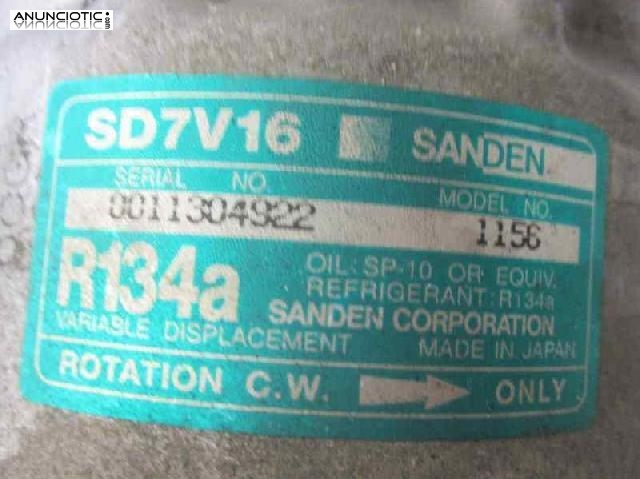 ANUNCIOTIC.com
SD7V16 SANDEN
SERIAL NO. MODEL NO.
0011304922 1156
R134a
OIL: SP-10 OR EQUIV.
REFRIGERANT: R134a
VARIABLE DISPLACEMENT
SANDEN CORPORATION
MADE IN JAPAN
ROTATION C.W. ONLY